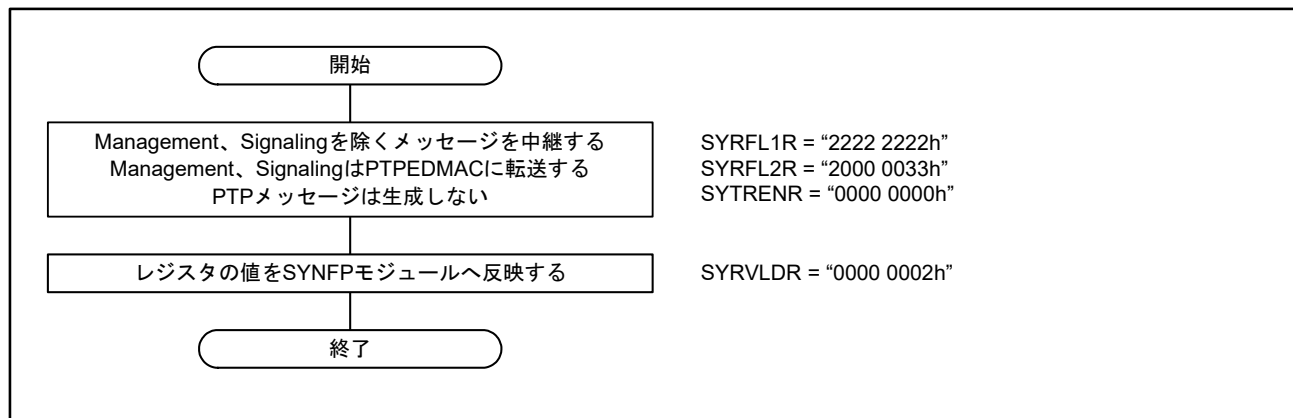 開始
Management、Signalingを除くメッセージを中継する
Management、SignalingはPTPEDMACに転送する
PTPメッセージは生成しない
SYRFL1R = “2222 2222h”
SYRFL2R = “2000 0033h”
SYTRENR = “0000 0000h”
レジスタの値をSYNFPモジュールへ反映する
SYRVLDR = “0000 0002h”
終了